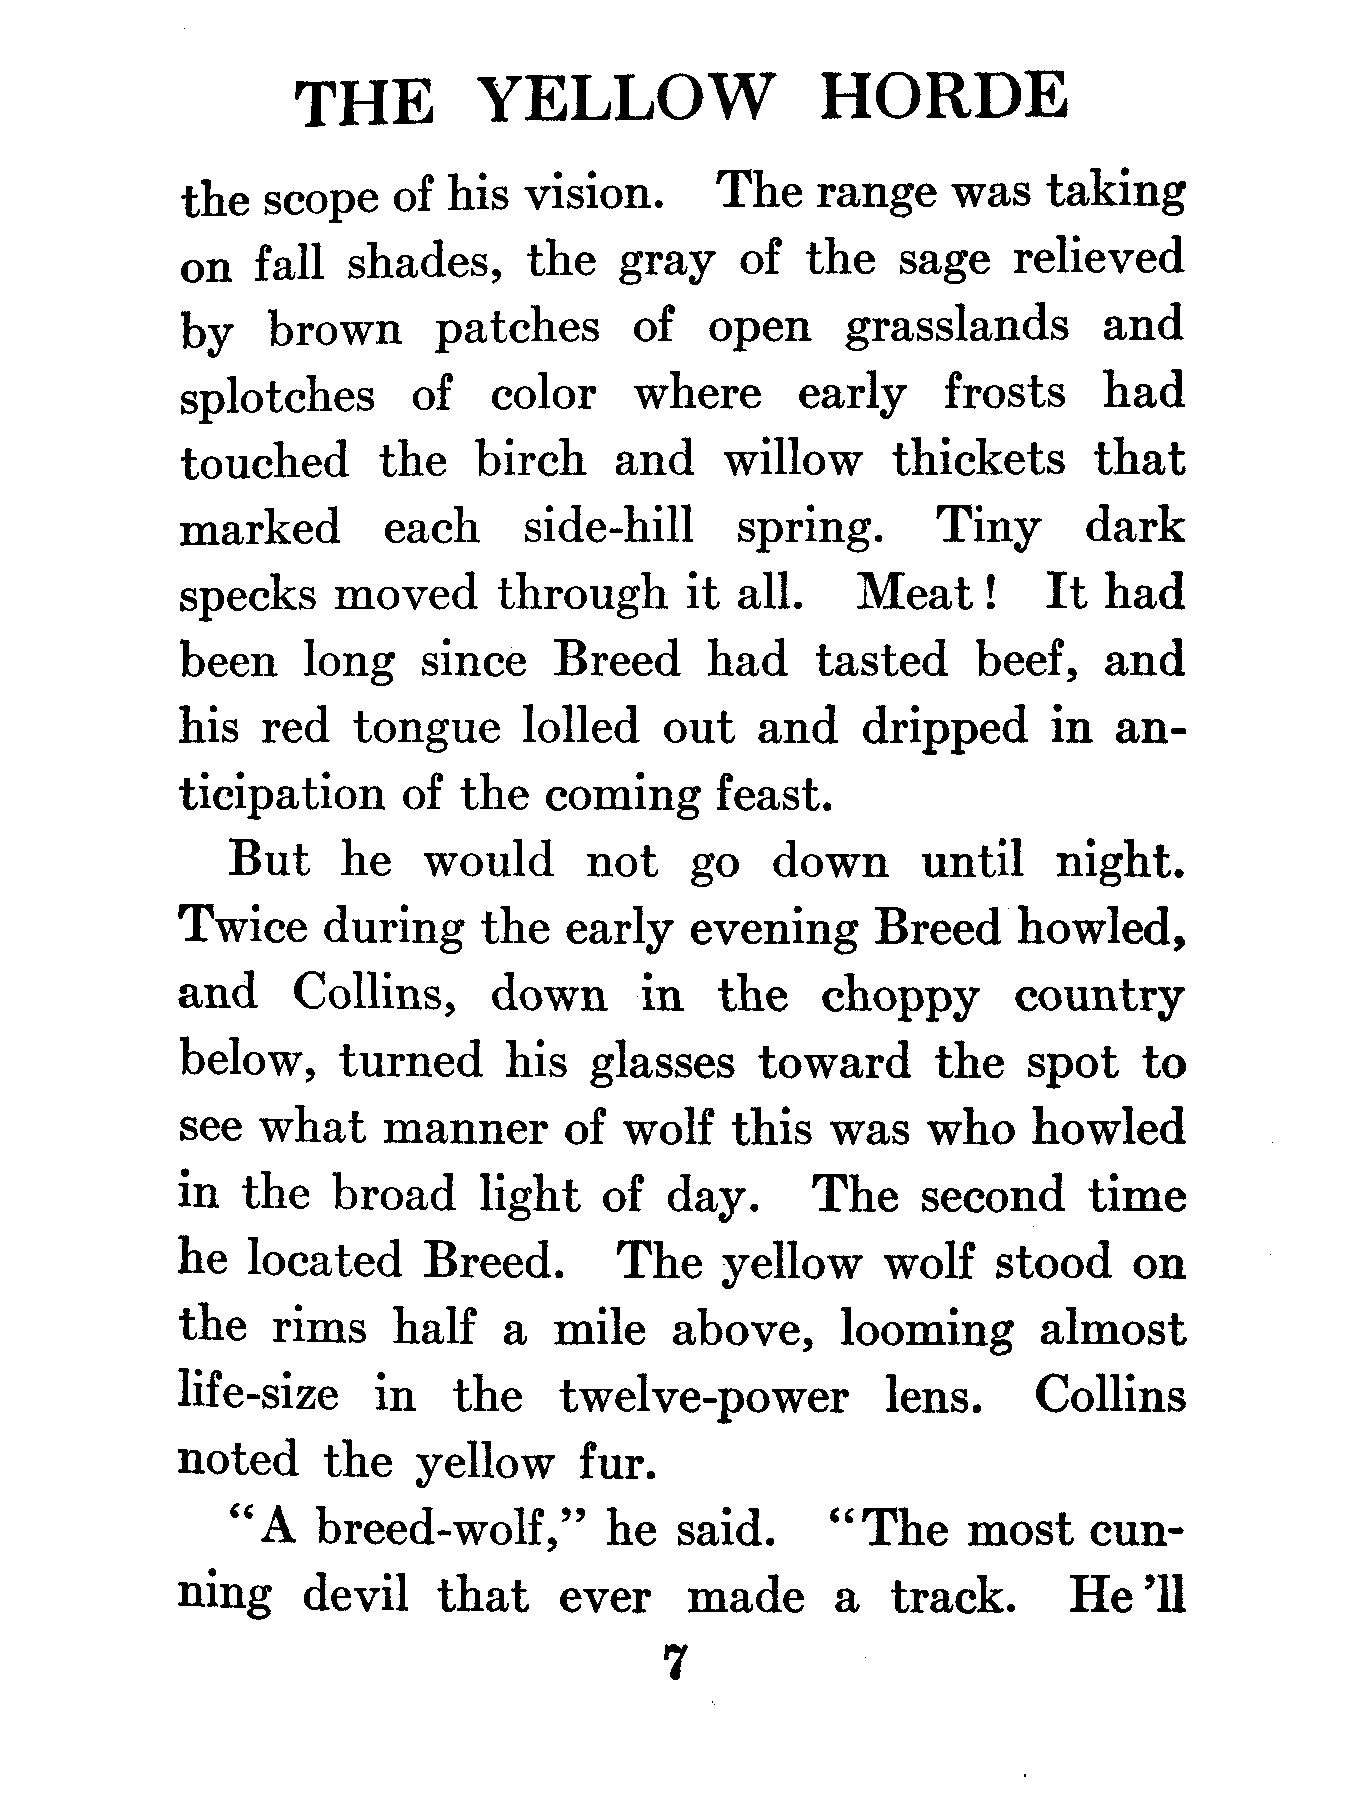 THE YELLOW HORDE
the scope of his vision. The range was taking
on fall shades, the gray of the sage relieved
by brown patches of open grasslands and
splotches of color where early frosts had
touched the birch and willow thickets that
marked each side-hill spring. Tiny dark
specks moved through it all. Meat! It had
been long since Breed had tasted beef, and
his red tongue lolled out and dripped in an-
ticipation of the coming feast.
But he would not go down until night.
Twice during the early evening Breed howled,
and Collins, down in the choppy country
below, turned his glasses toward the spot to
see what manner of wolf this was who howled
in the broad light of day. The second time
he located Breed. The yellow wolf stood on
the rims half a mile above, looming almost
life-size in the twelve-power lens. Collins
noted the yellow fur.
“A breed-wolf,” he said. “The most cun-
ning devil that ever made a track. He 'll
7